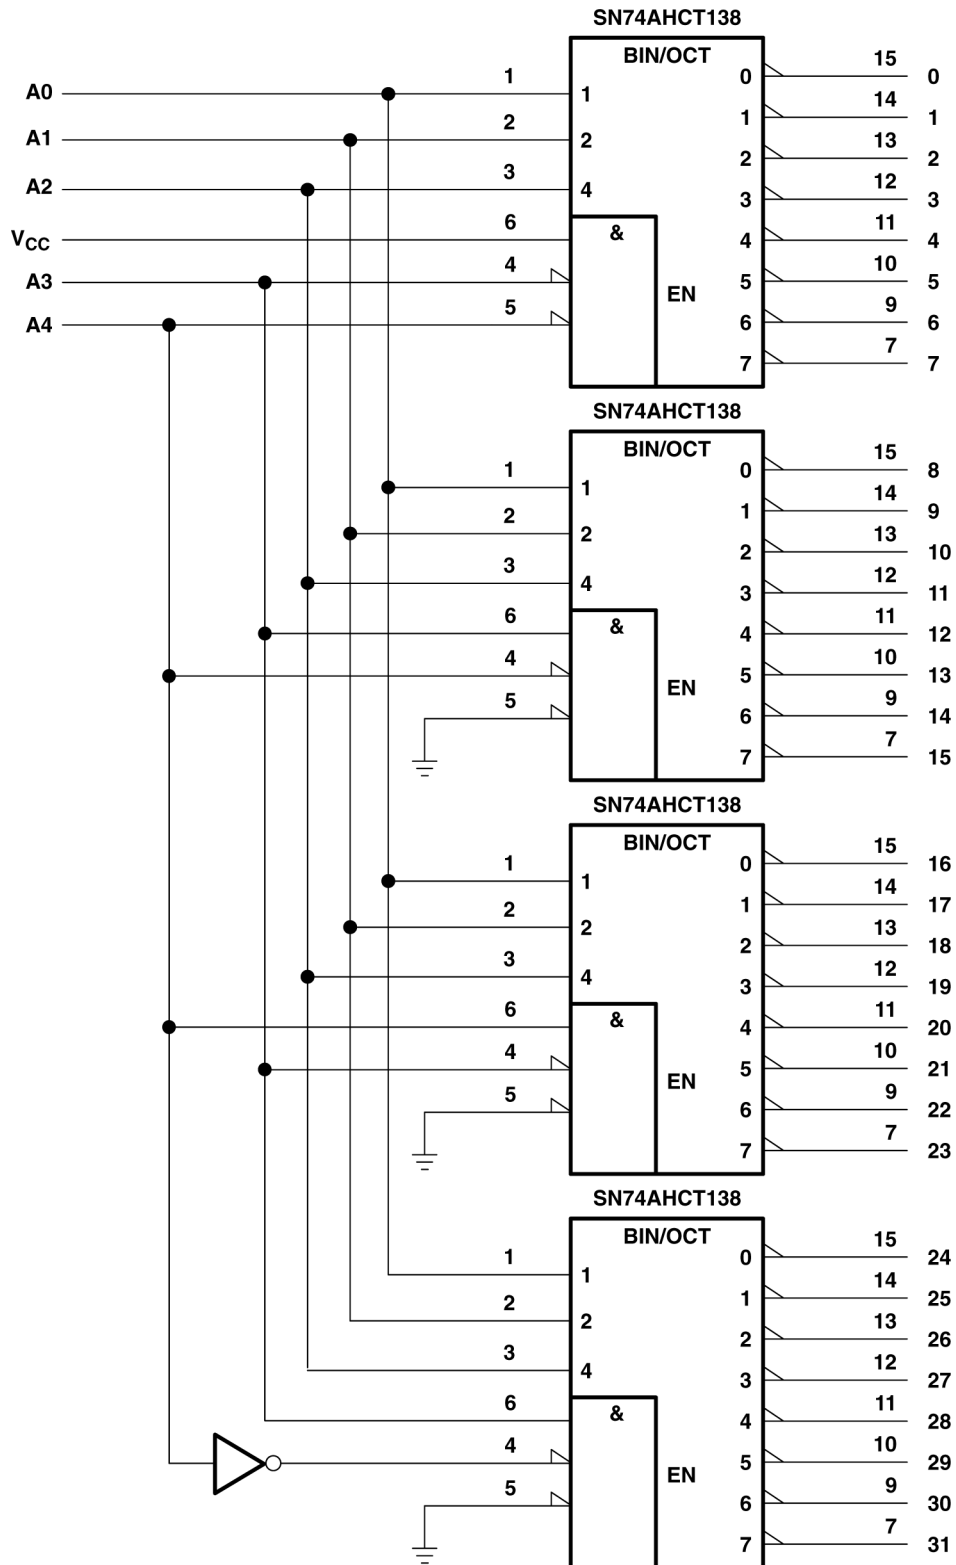 SN74AHCT138
BIN/OCT
A0 1 1 0 15 0
A1 2 2 1 14 1
A2 3 4 2 13 2
3 12 3
VCC 6 & 4 11 4
A3 4 EN 5 10 5
A4 5 6 9 6
7 7 7
SN74AHCT138
BIN/OCT
1 1 0 15 8
2 2 1 14 9
3 4 2 13 10
3 12 11
6 & 4 11 12
4 EN 5 10 13
5 6 9 14
7 7 15
SN74AHCT138
BIN/OCT
1 1 0 15 16
2 2 1 14 17
3 4 2 13 18
3 12 19
6 & 4 11 20
4 EN 5 10 21
5 6 9 22
7 7 23
SN74AHCT138
BIN/OCT
1 1 0 15 24
2 2 1 14 25
3 4 2 13 26
3 12 27
6 & 4 11 28
4 EN 5 10 29
5 6 9 30
7 7 31